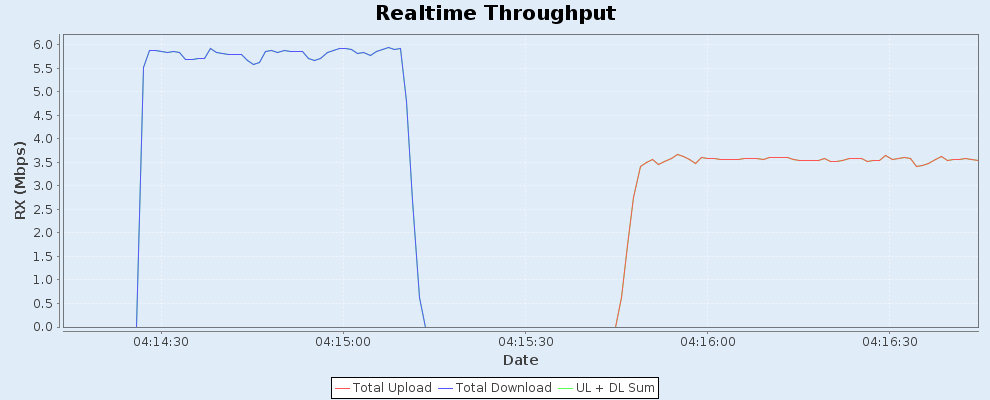 Realtime Throughput
RX (Mbps)
6.0
5.5
5.0
4.5
4.0
3.5
3.0
2.5
2.0
1.5
1.0
0.5
0.0
04:14:30 04:15:00 04:15:30 04:16:00 04:16:30
Date
Total Upload Total Download UL + DL Sum